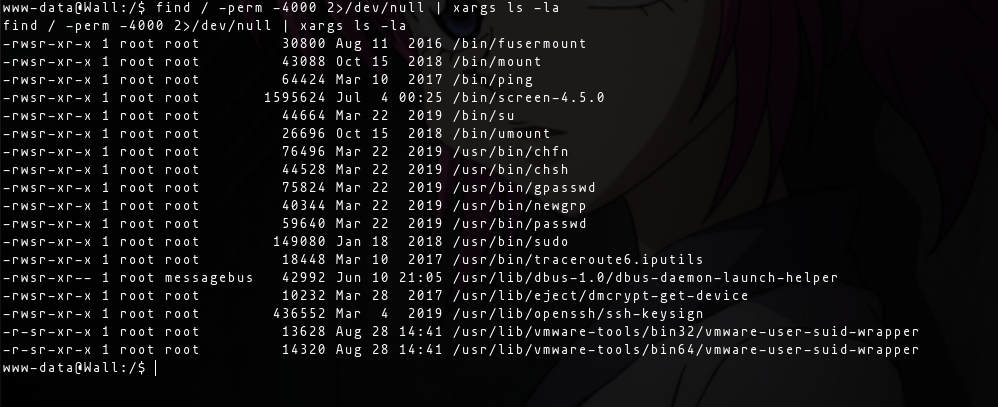 www-data@Wall:/$ find / -perm -4000 2>/dev/null | xargs ls -la
find / -perm -4000 2>/dev/null | xargs ls -la
-rwsr-xr-x 1 root root         30800 Aug 11  2016 /bin/fusermount
-rwsr-xr-x 1 root root         43088 Oct 15  2018 /bin/mount
-rwsr-xr-x 1 root root         64424 Mar 10  2017 /bin/ping
-rwsr-xr-x 1 root root       1595624 Jul  4 00:25 /bin/screen-4.5.0
-rwsr-xr-x 1 root root         44664 Mar 22  2019 /bin/su
-rwsr-xr-x 1 root root         26696 Oct 15  2018 /bin/umount
-rwsr-xr-x 1 root root         76496 Mar 22  2019 /usr/bin/chfn
-rwsr-xr-x 1 root root         44528 Mar 22  2019 /usr/bin/chsh
-rwsr-xr-x 1 root root         75824 Mar 22  2019 /usr/bin/gpasswd
-rwsr-xr-x 1 root root         40344 Mar 22  2019 /usr/bin/newgrp
-rwsr-xr-x 1 root root         59640 Mar 22  2019 /usr/bin/passwd
-rwsr-xr-x 1 root root        149080 Jan 18  2018 /usr/bin/sudo
-rwsr-xr-x 1 root root         18448 Mar 10  2017 /usr/bin/traceroute6.iputils
-rwsr-xr-- 1 root messagebus   42992 Jun 10 21:05 /usr/lib/dbus-1.0/dbus-daemon-launch-helper
-rwsr-xr-x 1 root root         10232 Mar 28  2017 /usr/lib/eject/dmcrypt-get-device
-rwsr-xr-x 1 root root        436552 Mar  4  2019 /usr/lib/openssh/ssh-keysign
-r-sr-xr-x 1 root root         13628 Aug 28 14:41 /usr/lib/vmware-tools/bin32/vmware-user-suid-wrapper
-r-sr-xr-x 1 root root         14320 Aug 28 14:41 /usr/lib/vmware-tools/bin64/vmware-user-suid-wrapper
www-data@Wall:/$